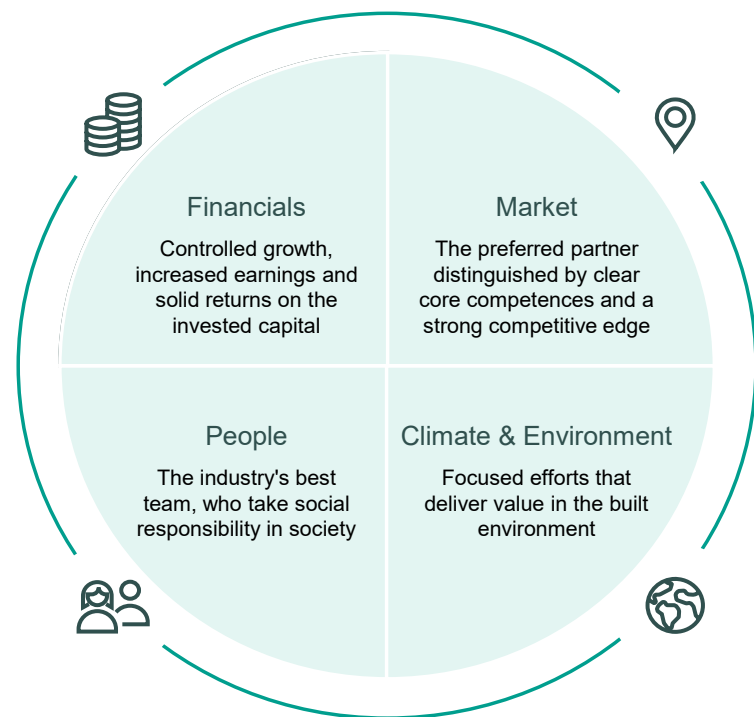 Financials
Controlled growth,
increased earnings and
solid returns on the
invested capital
Market
The preferred partner
distinguished by clear
core competences and a
strong competitive edge
People
The industry's best
team, who take social
responsibility in society
Climate & Environment
Focused efforts that
deliver value in the built
environment